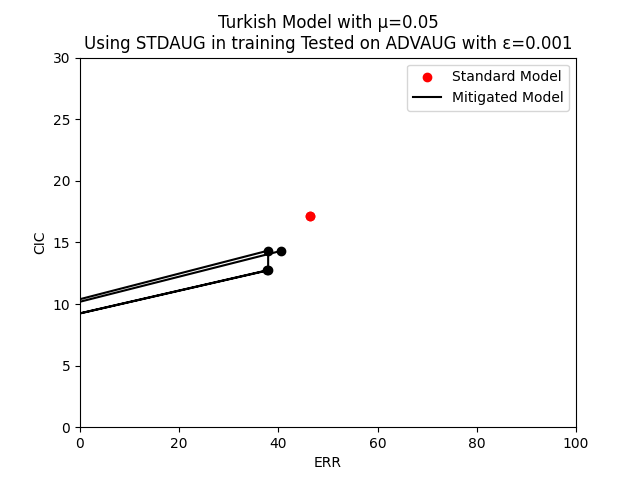 Turkish Model with μ=0.05
Using STDAUG in training Tested on ADVAUG with ε=0.001
Standard Model
Mitigated Model
30
25
20
15
10
5
0
CIC
0 20 40 60 80 100
ERR